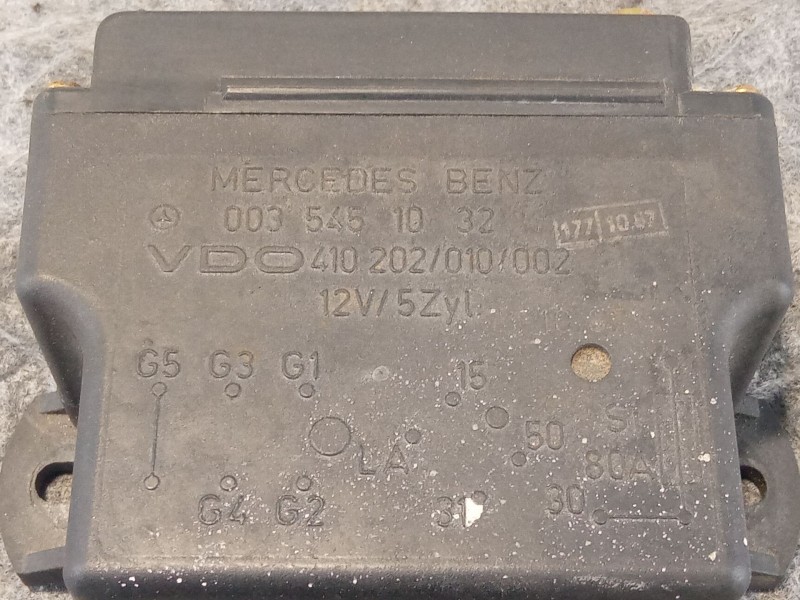 MERCEDES BENZ
003 545 10 32
177 10.87
VDO 410 202/010/002
12V/5Zyl.
G5 G3 G1
15
S1
50
LA
80A
G4 G2
31
30